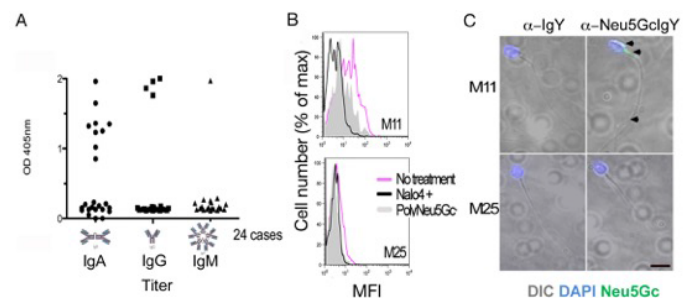 A
OD 405nm
2
1
0
IgA
IgG
IgM
24 cases
Titer
B
Cell number (% of max)
M11
No treatment
Nalo4 +
PolyNeu5Gc
M25
MFI
C
α-IgY
α-Neu5GcIgY
M11
M25
DIC DAPI Neu5Gc